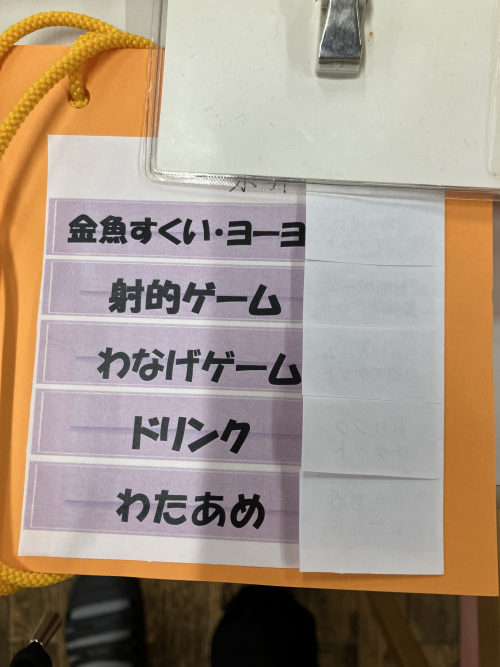 金魚すくい・ヨーヨ
射的ゲーム
わなげゲーム
ドリンク
わたあめ